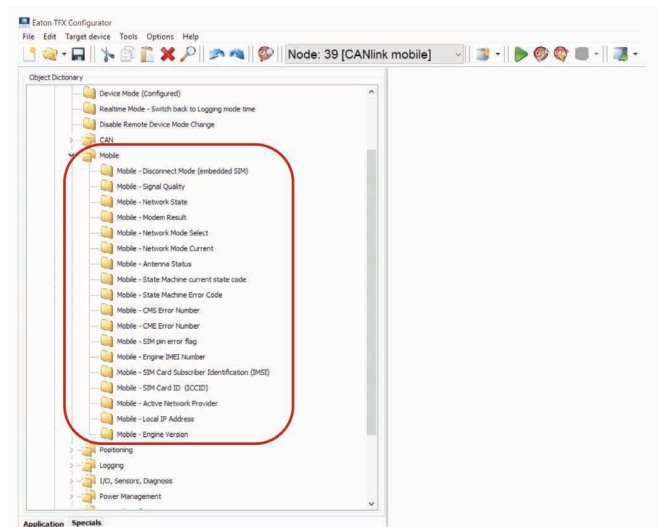 Eaton TFX Configurator
File Edit Target device Tools Options Help
Node: 39 [CANlink mobile]
Object Dictionary
Device Mode (Configured)
Realtime Mode - Switch back to Logging mode time
Disable Remote Device Mode Change
CAN
Mobile
Mobile - Disconnect Mode (embedded SIM)
Mobile - Signal Quality
Mobile - Network State
Mobile - Modem Result
Mobile - Network Mode Select
Mobile - Network Mode Current
Mobile - Antenna Status
Mobile - State Machine current state code
Mobile - State Machine Error Code
Mobile - CMS Error Number
Mobile - CME Error Number
Mobile - SIM pin error flag
Mobile - Engine IMEI Number
Mobile - SIM Card Subscriber Identification (IMSI)
Mobile - SIM Card ID (ICCID)
Mobile - Active Network Provider
Mobile - Local IP Address
Mobile - Engine Version
Positioning
Logging
I/O, Sensors, Diagnosis
Power Management
Application Specials